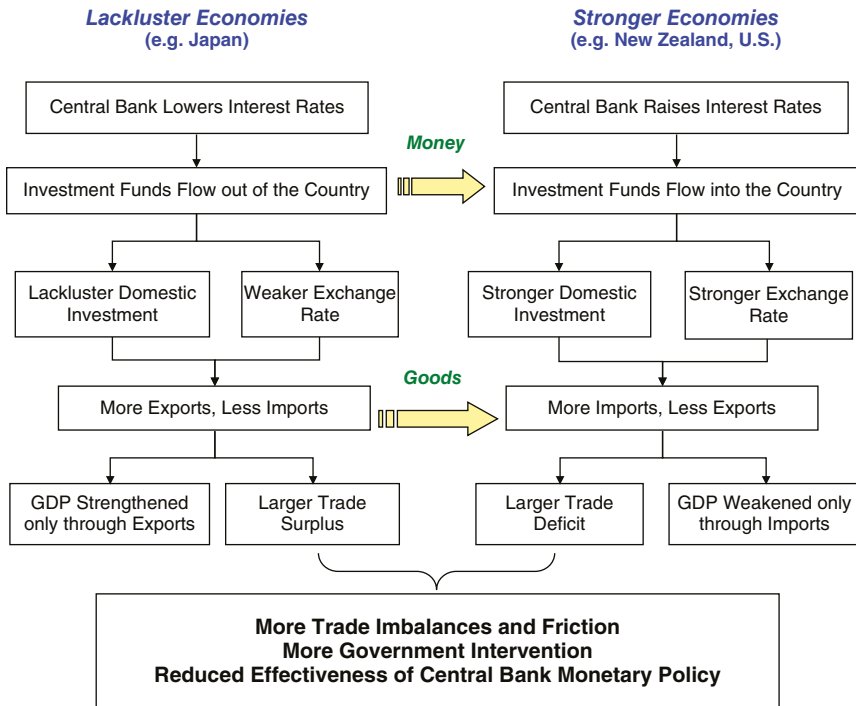 Lackluster Economies
(e.g. Japan)
Stronger Economies
(e.g. New Zealand, U.S.)
Central Bank Lowers Interest Rates
Central Bank Raises Interest Rates
Money
Investment Funds Flow out of the Country
Investment Funds Flow into the Country
Lackluster Domestic
Investment
Weaker Exchange
Rate
Stronger Domestic
Investment
Stronger Exchange
Rate
Goods
More Exports, Less Imports
More Imports, Less Exports
GDP Strengthened
only through Exports
Larger Trade
Surplus
Larger Trade
Deficit
GDP Weakened only
through Imports
More Trade Imbalances and Friction
More Government Intervention
Reduced Effectiveness of Central Bank Monetary Policy